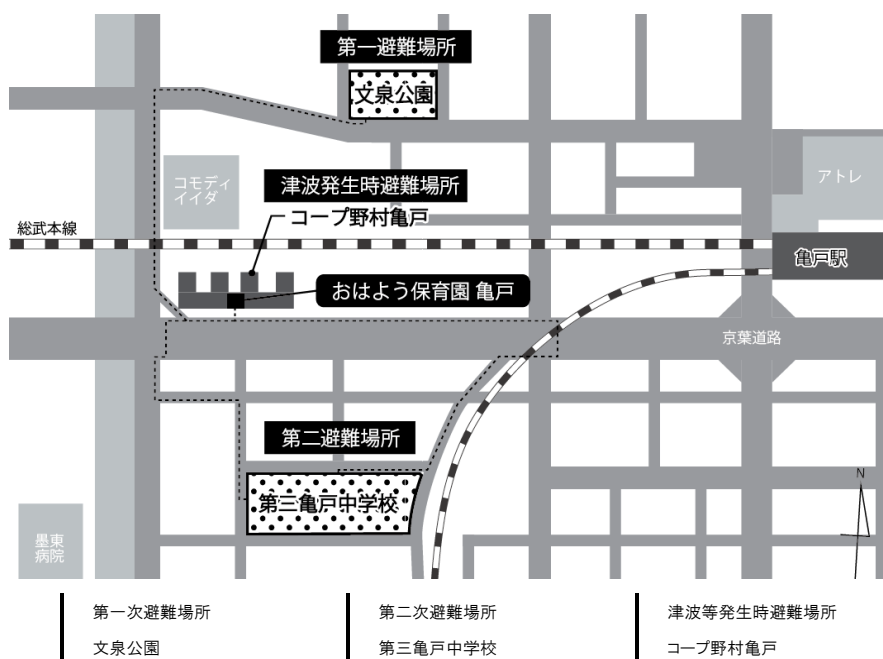 第一避難場所
文泉公園
コモディ
イイダ
津波発生時避難場所
コープ野村亀戸
アトレ
総武本線
亀戸駅
おはよう保育園 亀戸
京葉道路
第二避難場所
第三亀戸中学校
N
墨東
病院
第一次避難場所
文泉公園
第二次避難場所
第三亀戸中学校
津波等発生時避難場所
コープ野村亀戸